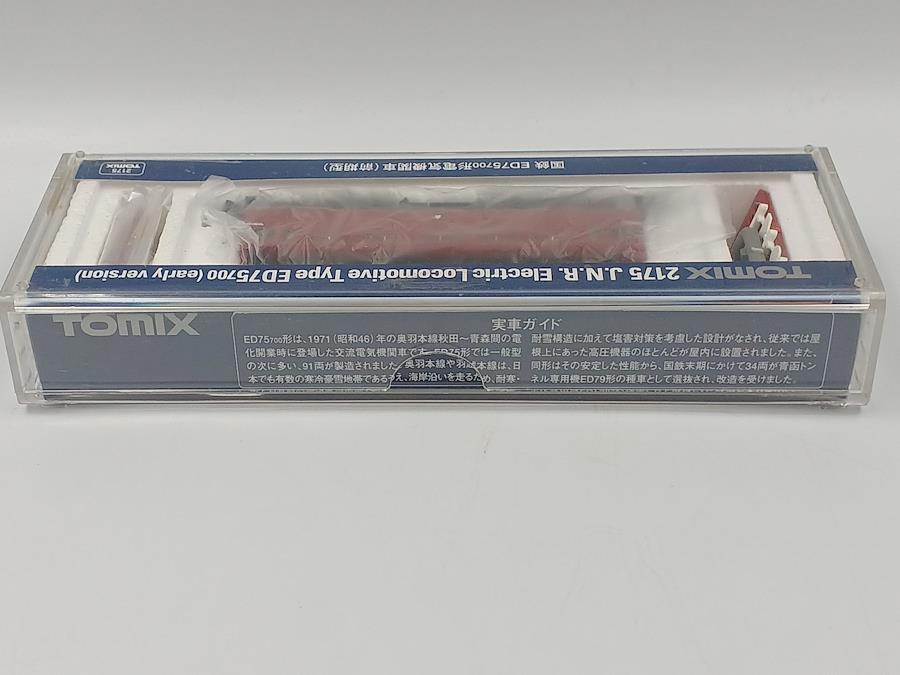 国鉄 ED75700形電気機関車（前期型）
2175
TOMIX
TOMIX 2175 J.N.R. Electric Locomotive Type ED75700 (early version)
TOMIX
実車ガイド
ED75700形は、1971（昭和46）年の奥羽本線秋田ー青森間の電
化開業時に登場した交流電気機関車です。ED75形では一般型
の次に多い、91両が製造されました。奥羽本線や羽越本線は、日
本でも有数の寒冷豪雪地帯であるうえ、海岸沿いを走るため、耐寒・
耐雪構造に加えて塩害対策を考慮した設計がなされ、従来では屋
根上にあった高圧機器のほとんどが屋内に設置されました。また、
同形はその安定した性能から、国鉄末期にかけて34両が青函トン
ネル専用機ED79形の種車として選抜され、改造を受けました。